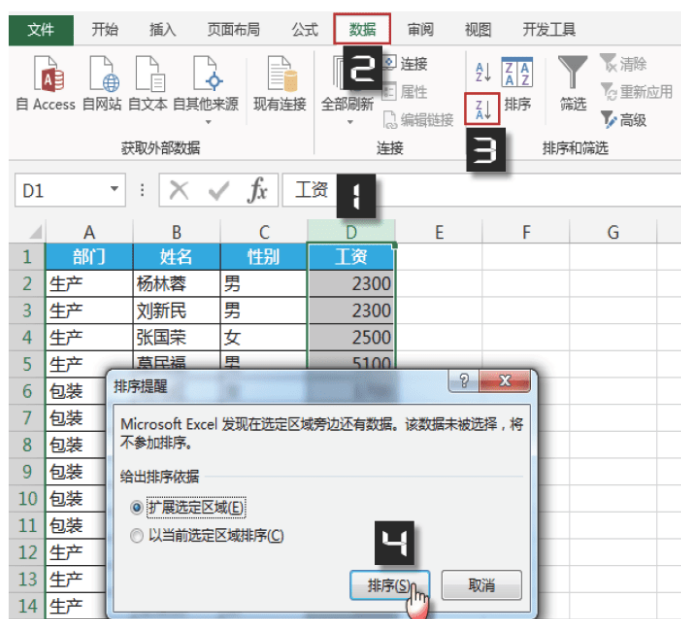 文件 开始 插入 页面布局 公式 数据 审阅 视图 开发工具
2
连接
属性
编辑链接
清除
重新应用
高级
自 Access 自网站 自文本 自其他来源 现有连接 全部刷新 排序 筛选
3
获取外部数据 连接 排序和筛选
D1 fx 工资
1
A B C D E F G
1 部门 姓名 性别 工资
2 生产 杨林蓉 男 2300
3 生产 刘新民 男 2300
4 生产 张国荣 女 2500
5 生产 葛民福 男 5100
6 包装
7 包装
8 包装
9 包装
10 包装
11 包装
12 生产
13 生产
14 生产
排序提醒
Microsoft Excel 发现在选定区域旁边还有数据。该数据未被选择，将
不参加排序。
给出排序依据
扩展选定区域(E)
以当前选定区域排序(C)
4
排序(S) 取消